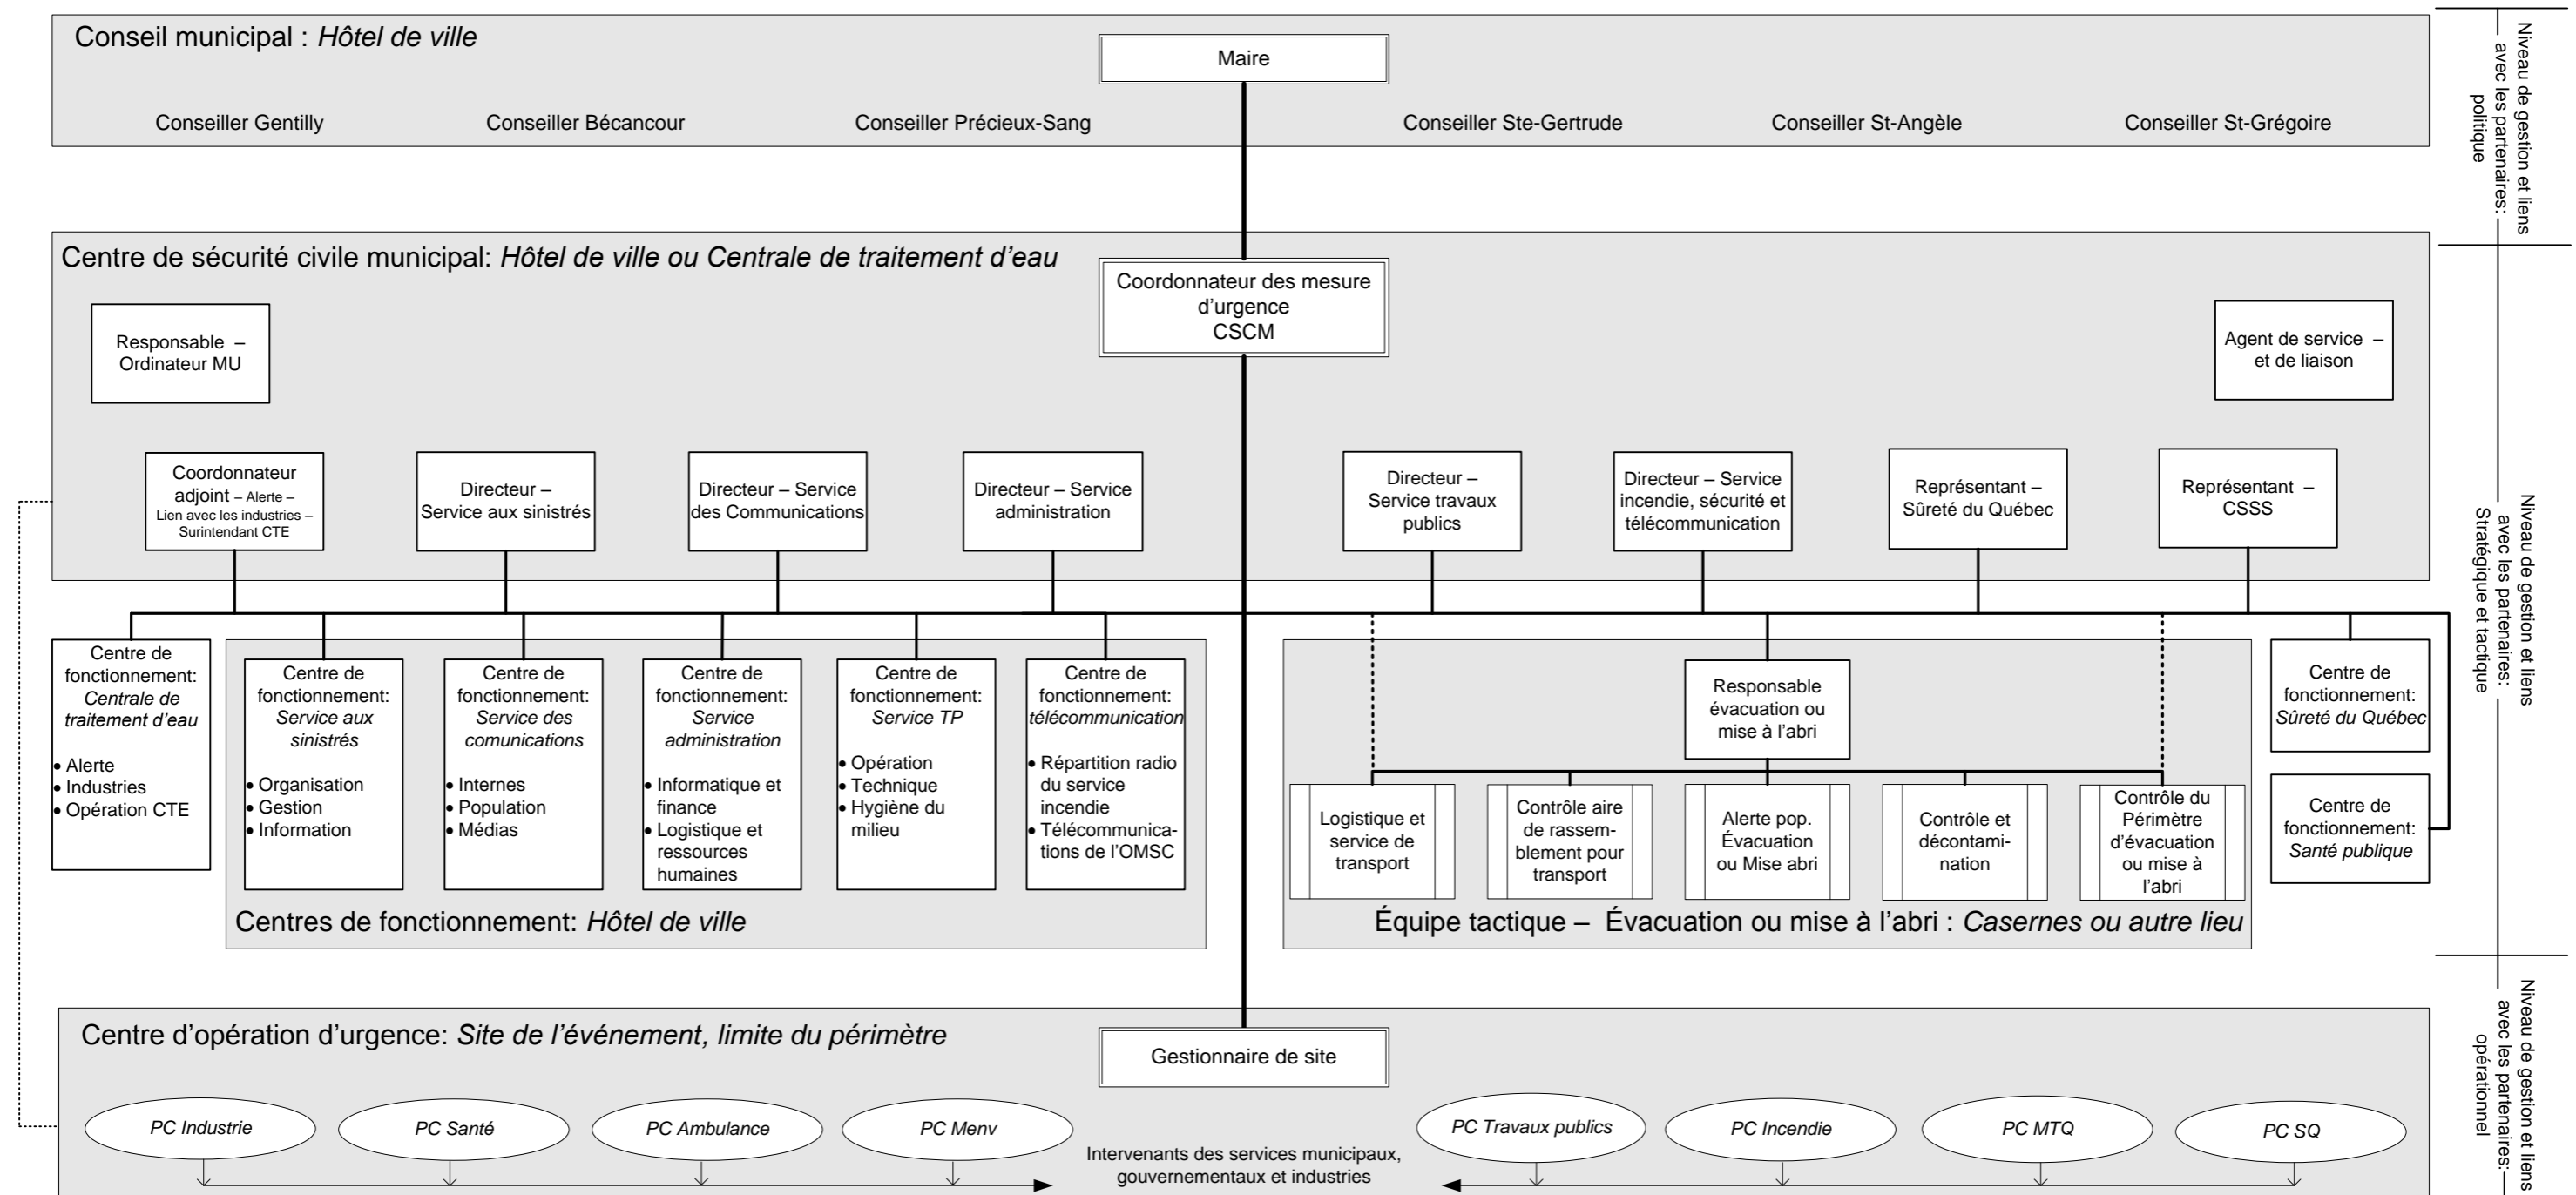 Conseil municipal : Hôtel de ville
Maire
Conseiller Gentilly
Conseiller Bécancour
Conseiller Précieux-Sang
Conseiller Ste-Gertrude
Conseiller St-Angèle
Conseiller St-Grégoire
Niveau de gestion et liens
avec les partenaires:
politique
Centre de sécurité civile municipal: Hôtel de ville ou Centrale de traitement d’eau
Coordonnateur des mesure
d’urgence
CSCM
Responsable –
Ordinateur MU
Agent de service –
et de liaison
Coordonnateur
adjoint – Alerte –
Lien avec les industries –
Surintendant CTE
Directeur –
Service aux sinistrés
Directeur – Service
des Communications
Directeur – Service
administration
Directeur –
Service travaux
publics
Directeur – Service
incendie, sécurité et
télécommunication
Représentant –
Sûreté du Québec
Représentant –
CSSS
Niveau de gestion et liens
avec les partenaires:
Stratégique et tactique
Centre de
fonctionnement:
Centrale de
traitement d’eau
• Alerte
• Industries
• Opération CTE
Centre de
fonctionnement:
Service aux
sinistrés
• Organisation
• Gestion
• Information
Centre de
fonctionnement:
Service des
comunications
• Internes
• Population
• Médias
Centre de
fonctionnement:
Service
administration
• Informatique et
finance
• Logistique et
ressources
humaines
Centre de
fonctionnement:
Service TP
• Opération
• Technique
• Hygiène du
milieu
Centre de
fonctionnement:
télécommunication
• Répartition radio
du service
incendie
• Télécommunica-
tions de l’OMSC
Centres de fonctionnement: Hôtel de ville
Responsable
évacuation ou
mise à l’abri
Logistique et
service de
transport
Contrôle aire
de rassem-
blement pour
transport
Alerte pop.
Évacuation
ou Mise abri
Contrôle et
décontami-
nation
Contrôle du
Périmètre
d’évacuation
ou mise à
l’abri
Équipe tactique – Évacuation ou mise à l’abri : Casernes ou autre lieu
Centre de
fonctionnement:
Sûreté du Québec
Centre de
fonctionnement:
Santé publique
Centre d’opération d’urgence: Site de l’événement, limite du périmètre
Gestionnaire de site
PC Industrie
PC Santé
PC Ambulance
PC Menv
Intervenants des services municipaux,
gouvernementaux et industries
PC Travaux publics
PC Incendie
PC MTQ
PC SQ
Niveau de gestion et liens
avec les partenaires:
opérationnel